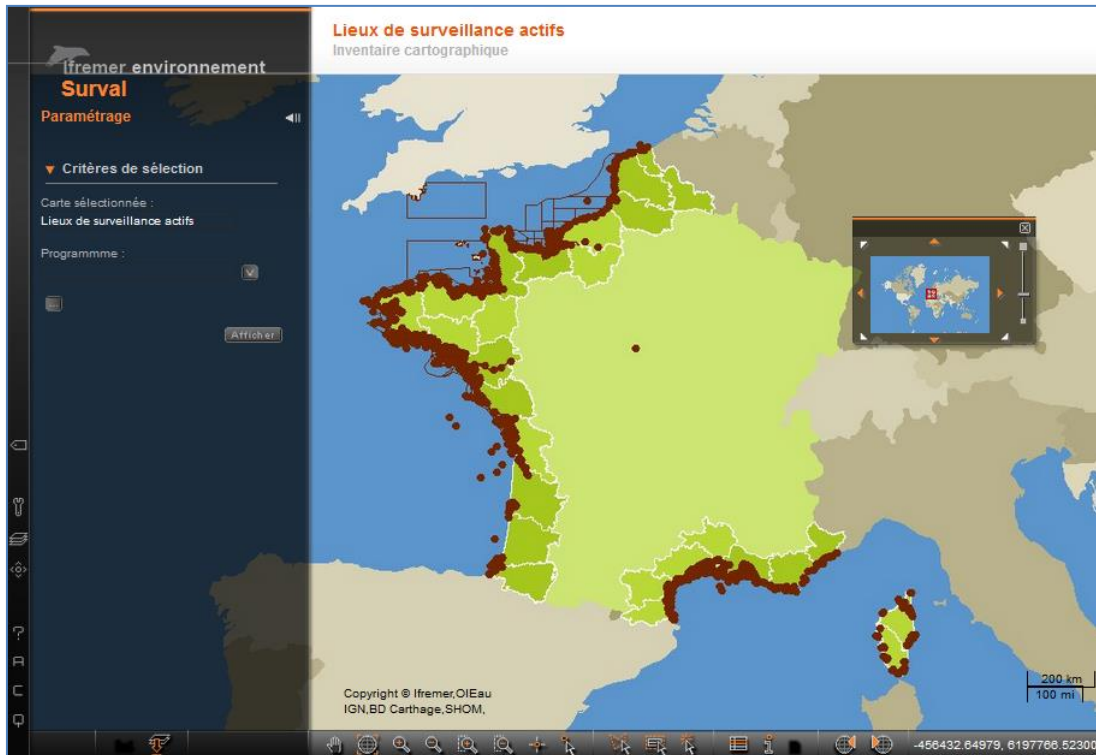 Lieux de surveillance actifs
Inventaire cartographique
Ifremer environnement
Surval
Paramétrage
Critères de sélection
Carte sélectionnée :
Lieux de surveillance actifs
Programmme :
Afficher
Copyright © Ifremer,OIEau
IGN,BD Carthage,SHOM,
200 km
100 mi
?
A
C
Q
-456432.64979, 6197766.52300